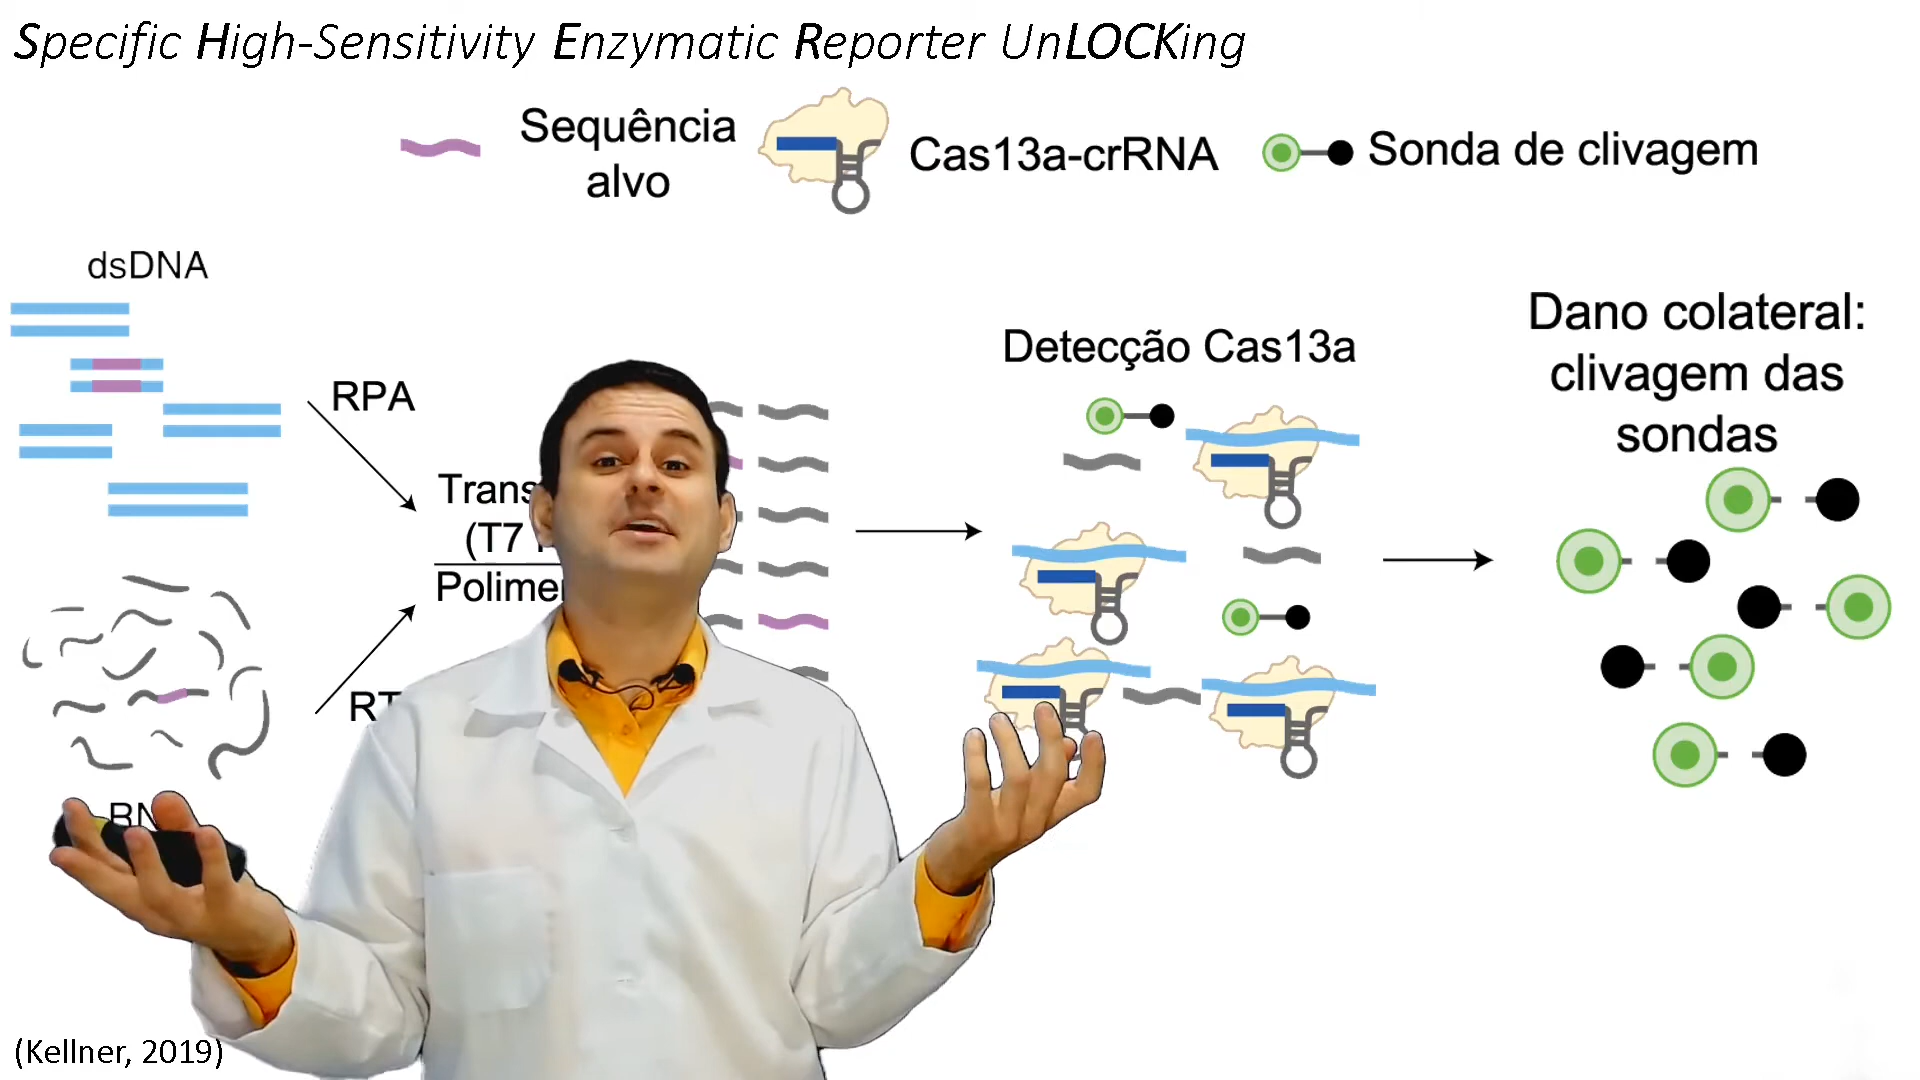 Specific High-Sensitivity Enzymatic Reporter UnLOCKing
Sequência
alvo
Cas13a-crRNA
Sonda de clivagem
dsDNA
RPA
(T7
Detecção Cas13a
Dano colateral:
clivagem das
sondas
(Kellner, 2019)